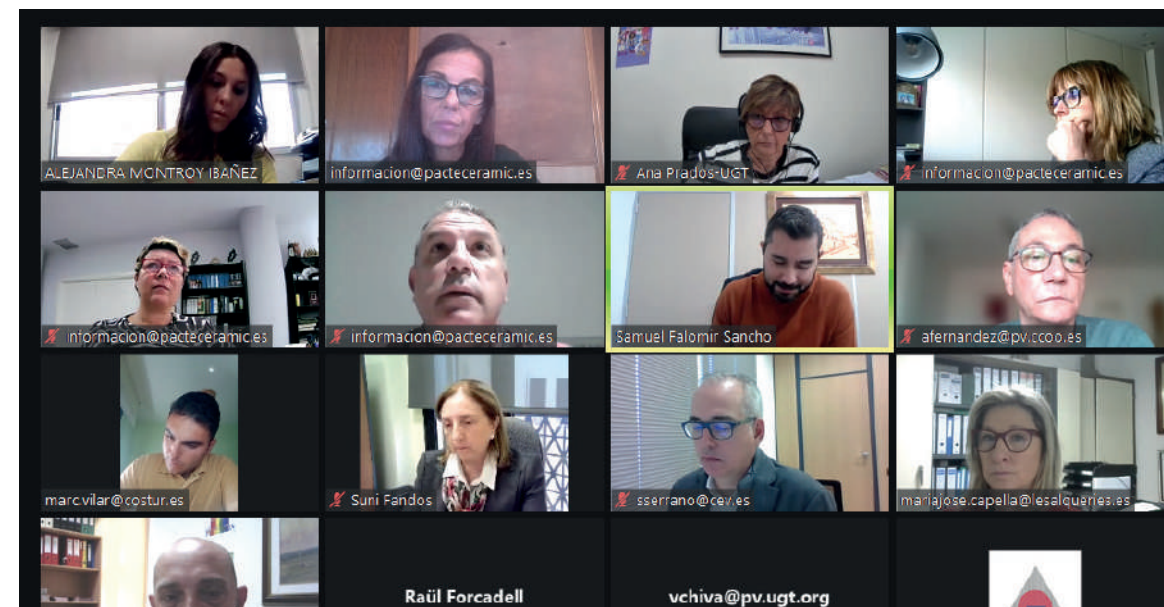 ALEJANDRA MONTROY IBAÑEZ
informacion@pacteceramic.es
Ana Prados-UGT
informacion@pacteceramic.es
informacion@pacteceramic.es
informacion@pacteceramic.es
Samuel Falomir Sancho
afernandez@pv.ccoo.es
marc.vilar@costur.es
Suni Fandos
sserrano@cev.es
mariajose.capella@lesalqueries.es
Raül Forcadell
vchiva@pv.ugt.org